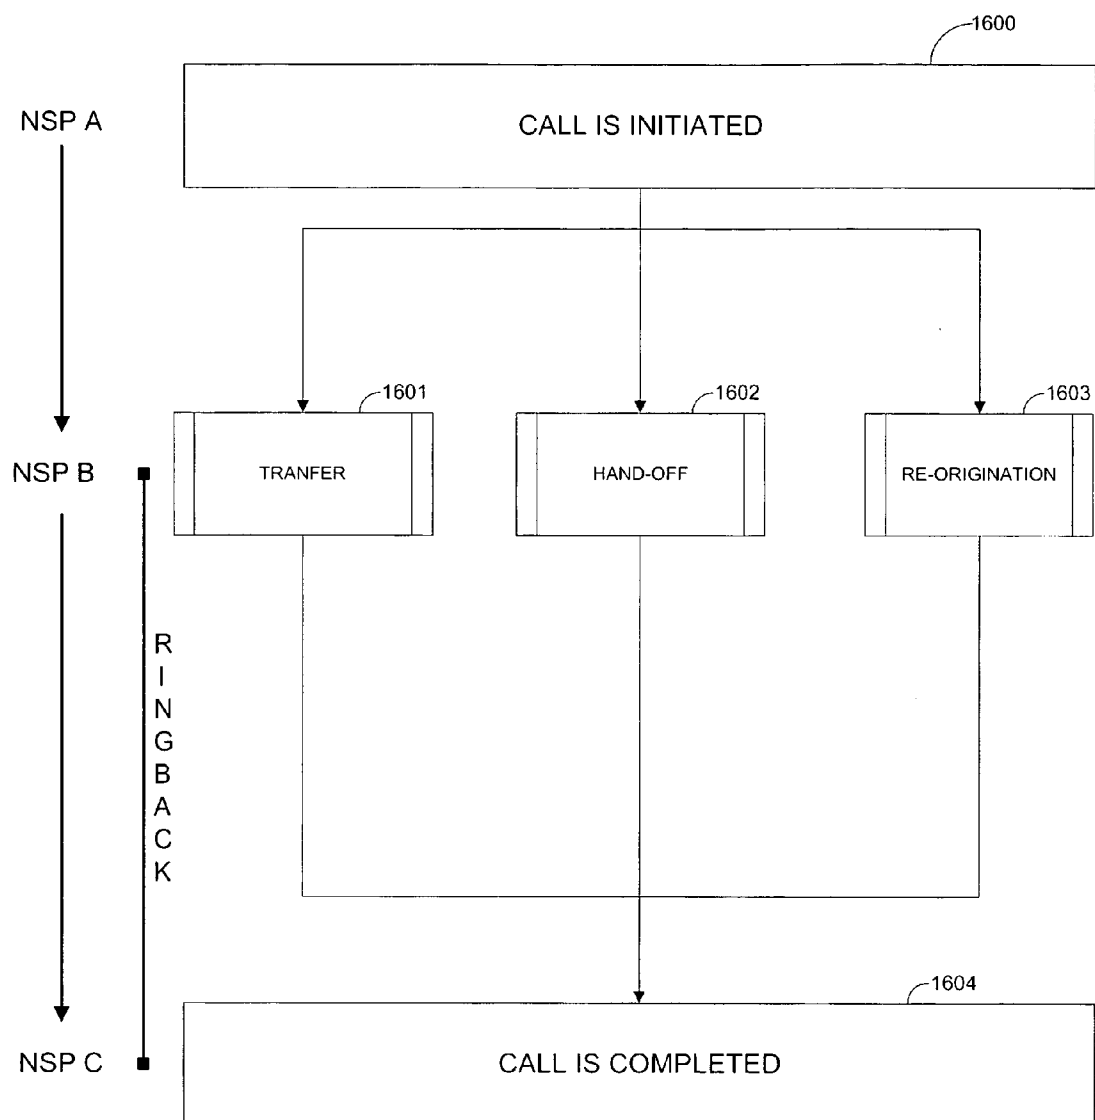 1600
NSP A
CALL IS INITIATED
1601
1602
1603
NSP B
TRANFER
HAND-OFF
RE-ORIGINATION
RINGBACK
1604
NSP C
CALL IS COMPLETED